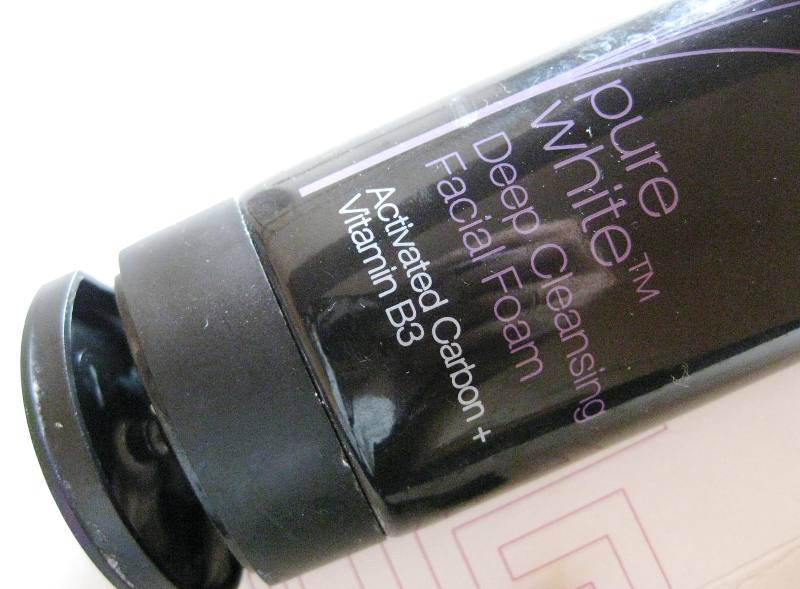 pure
white™
Deep Cleansing
Facial Foam
Activated Carbon +
Vitamin B3